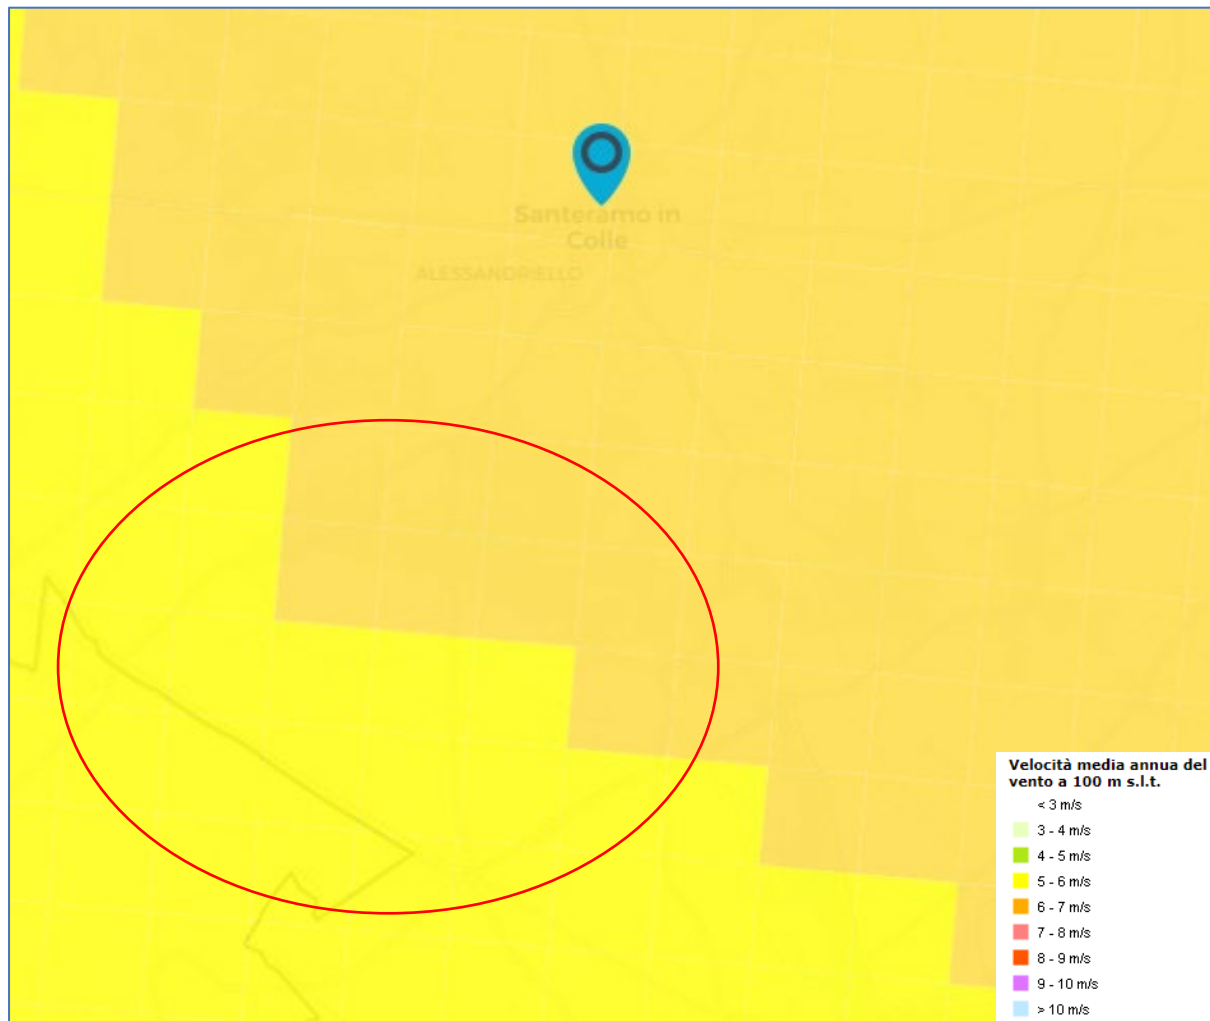 Santeramo in
Colle
ALESSANDRIELLO
Velocità media annua del
vento a 100 m s.l.t.
< 3 m/s
3 - 4 m/s
4 - 5 m/s
5 - 6 m/s
6 - 7 m/s
7 - 8 m/s
8 - 9 m/s
9 - 10 m/s
> 10 m/s